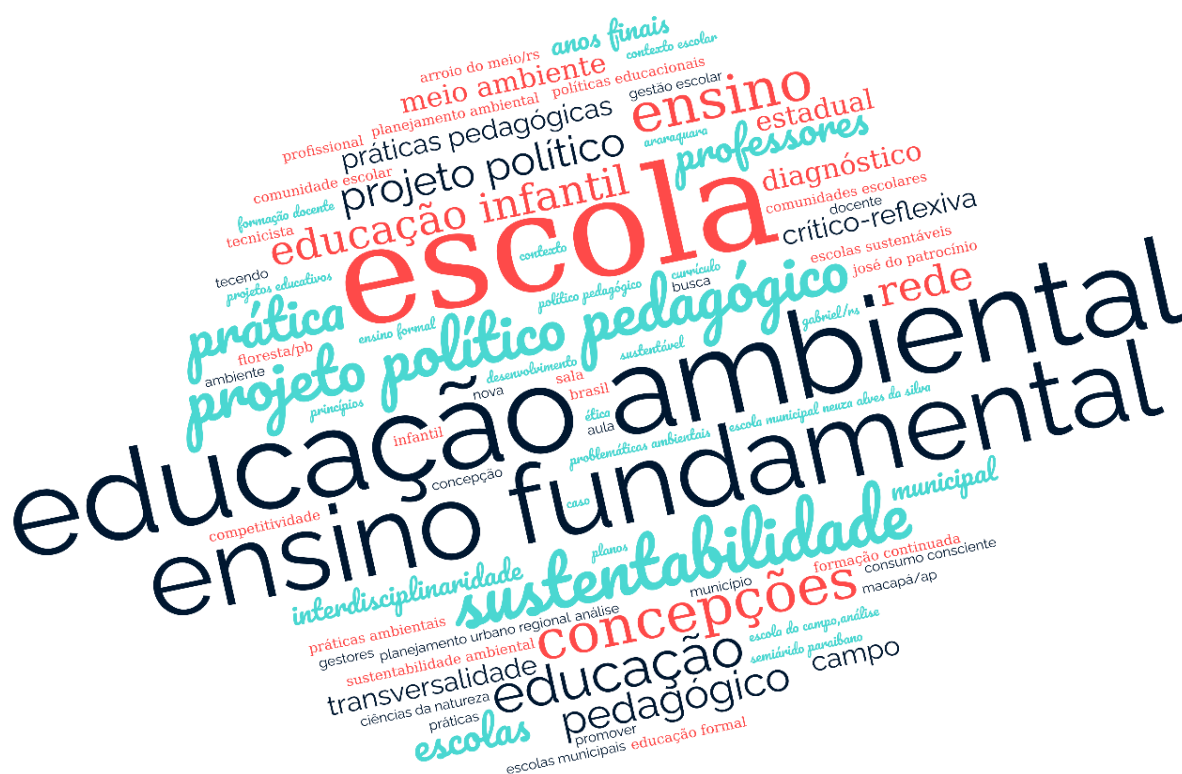 anos finais
contexto escolar
arroio do meio/rs
meio ambiente
políticas educacionais
gestão escolar
ensino
planejamento ambiental
estadual
profissional
práticas pedagógicas
araraquara
professores
comunidade escolar
projeto político
diagnóstico
formação docente
educação infantil
escola
comunidades escolares
docente
crítico-reflexiva
tecnicista
tecendo
contexto
escolas sustentáveis
projetos educativos
político pedagógico
currículo
busca
josé do patrocínio
prática
ensino formal
projeto político pedagógico
rede
gabriel/rs
floresta/pb
ambiente
desenvolvimento
sustentável
princípios
nova
sala
brasil
educação ambiental
infantil
ética
aula
escola municipal neuza alves da silva
problemáticas ambientais
concepção
ensino fundamental
caso
competitividade
municipal
sustentabilidade
planos
interdisciplinaridade
formação continuada
consumo consciente
município
macapá/ap
concepções
práticas ambientais
gestores
planejamento urbano regional
análise
escola do campo,análise
sustentabilidade ambiental
semiárido paraibano
transversalidade
educação
campo
ciências da natureza
pedagógico
práticas
escolas
promover
educação formal
escolas municipais